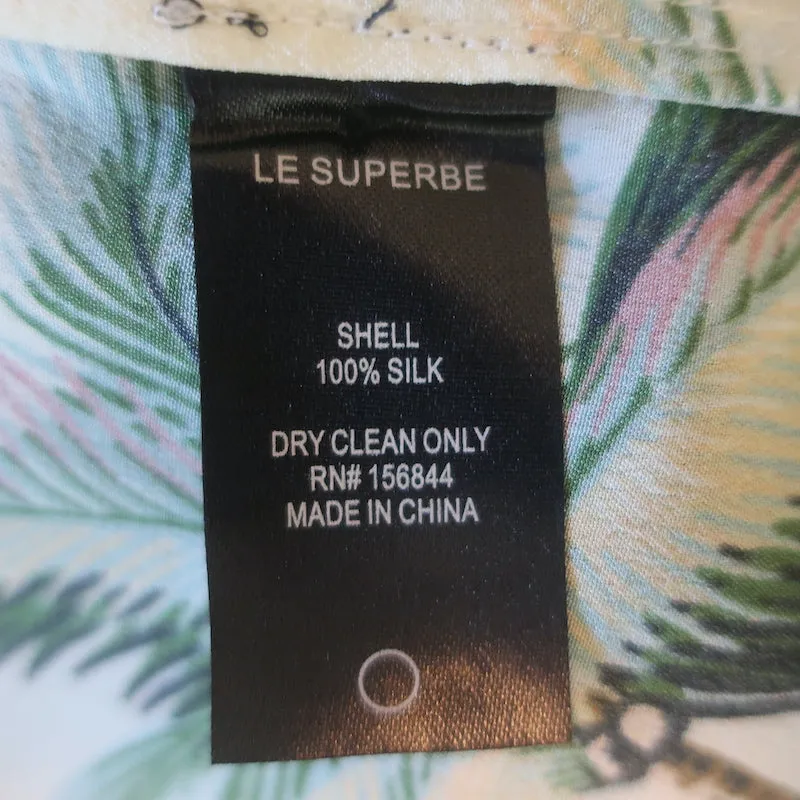 LE SUPERBE
SHELL
100% SILK
DRY CLEAN ONLY
RN# 156844
MADE IN CHINA